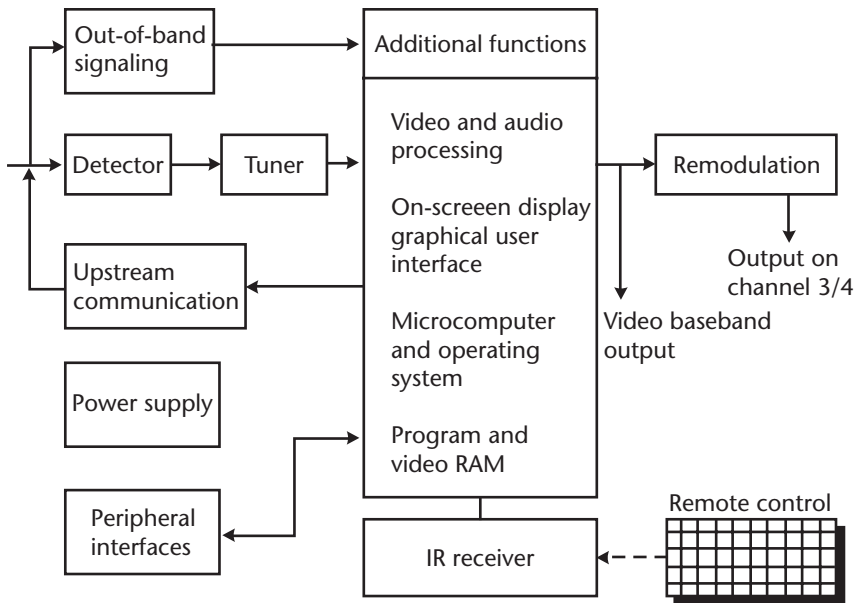 Out-of-band
signaling
Additional functions
Detector
Tuner
Video and audio
processing
Remodulation
On-screeen display
graphical user
interface
Output on
channel 3/4
Upstream
communication
Video baseband
output
Microcomputer
and operating
system
Power supply
Program and
video RAM
Peripheral
interfaces
IR receiver
Remote control